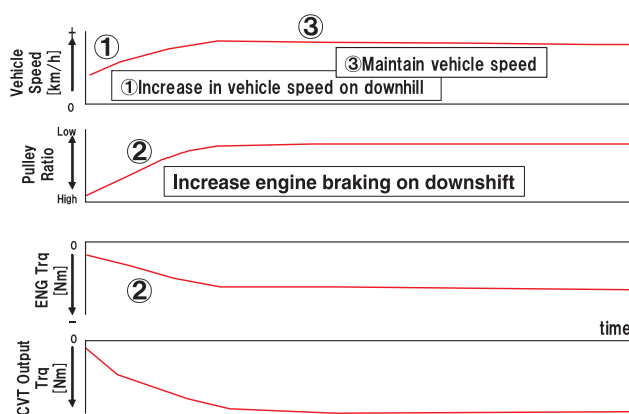 Vehicle
Speed
[km/h]
+
0
①
③
③Maintain vehicle speed
①Increase in vehicle speed on downhill
Pulley
Ratio
Low
High
②
Increase engine braking on downshift
ENG Trq
[Nm]
0
-
②
time
CVT Output
Trq
[Nm]
0